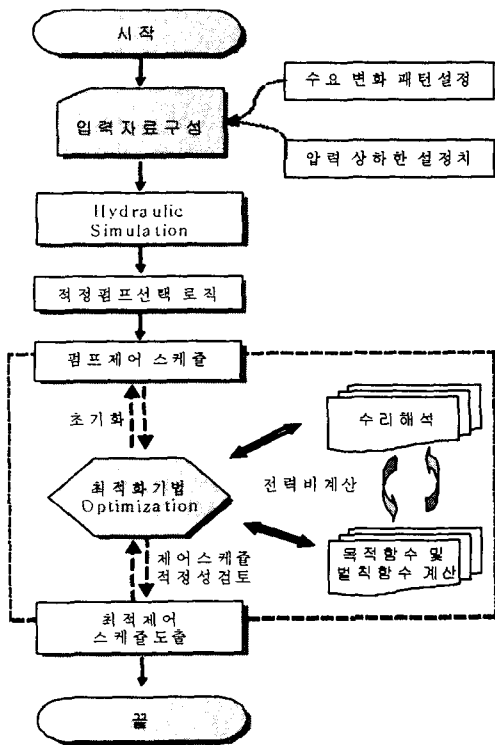 시작
수요 변화 패턴설정
입력자료구성
압력 상하한 설정치
Hydraulic
Simulation
적정펌프선택 로직
펌프제어 스케쥴
초기화
수리해석
최적화기법
Optimization
전력비계산
제어스케쥴
적정성검토
목적함수 및
벌칙함수 계산
최적제어
스케쥴도출
끝